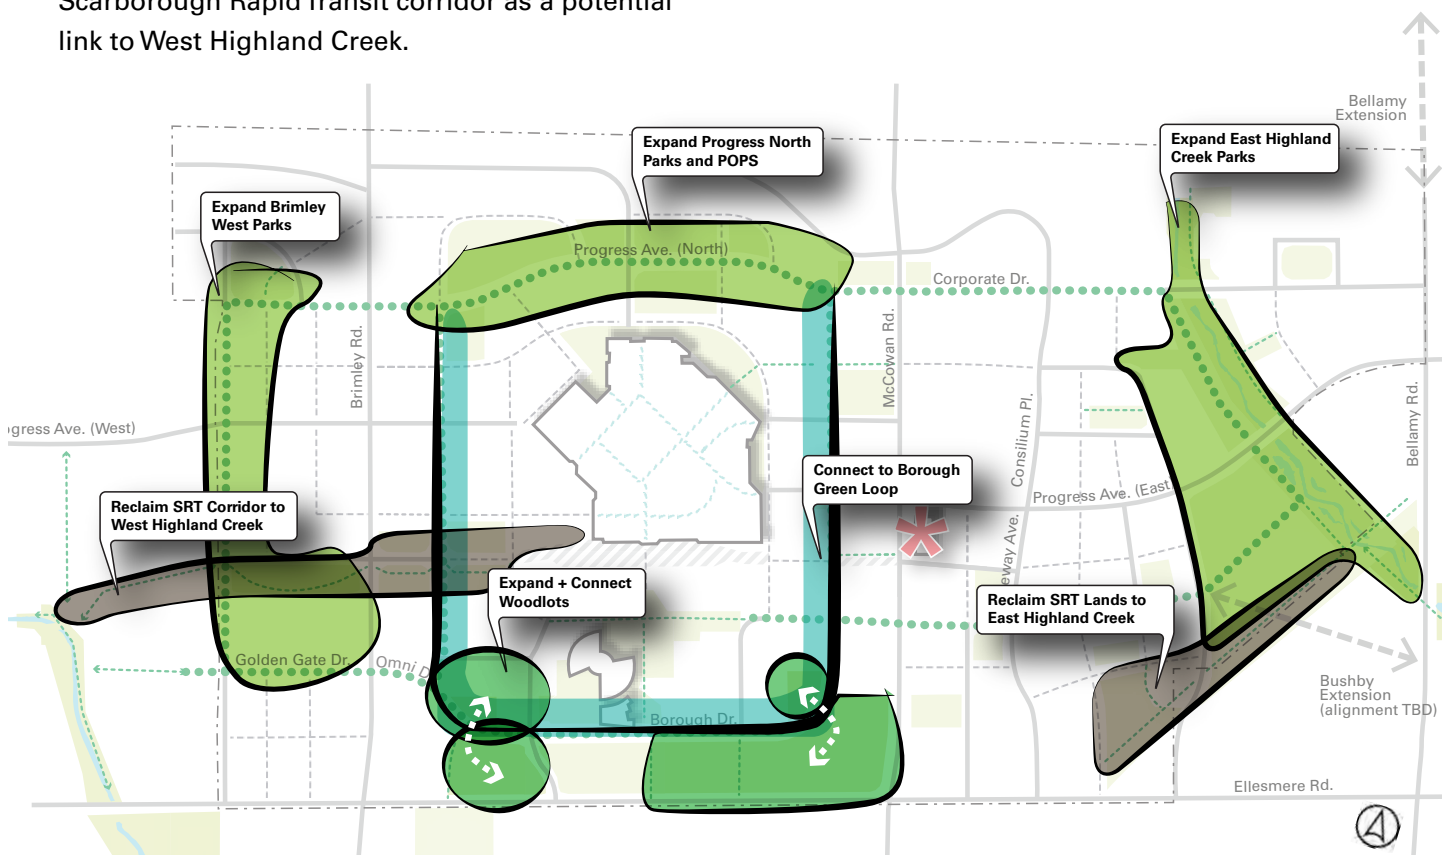 Scarborough Rapid Transit corridor as a potential
link to West Highland Creek.
Bellamy
Extension
Expand East Highland
Creek Parks
Expand Progress North
Parks and POPS
Expand Brimley
West Parks
Progress Ave. (North)
Corporate Dr.
Brimley Rd.
McCowan Rd.
Consilium Pl.
Bellamy Rd.
ogress Ave. (West)
Connect to Borough
Green Loop
Progress Ave. (East
Reclaim SRT Corridor to
West Highland Creek
eway Ave.
Expand + Connect
Woodlots
Reclaim SRT Lands to
East Highland Creek
Golden Gate Dr.
Omni D
Bushby
Extension
(alignment TBD)
Borough Dr.
Ellesmere Rd.